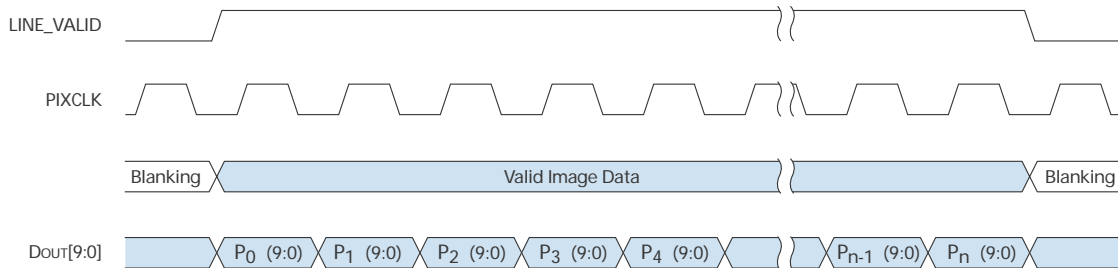 LINE_VALID
PIXCLK
Blanking Valid Image Data Blanking
DOUT[9:0] P0 (9:0) P1 (9:0) P2 (9:0) P3 (9:0) P4 (9:0) Pn-1 (9:0) Pn (9:0)